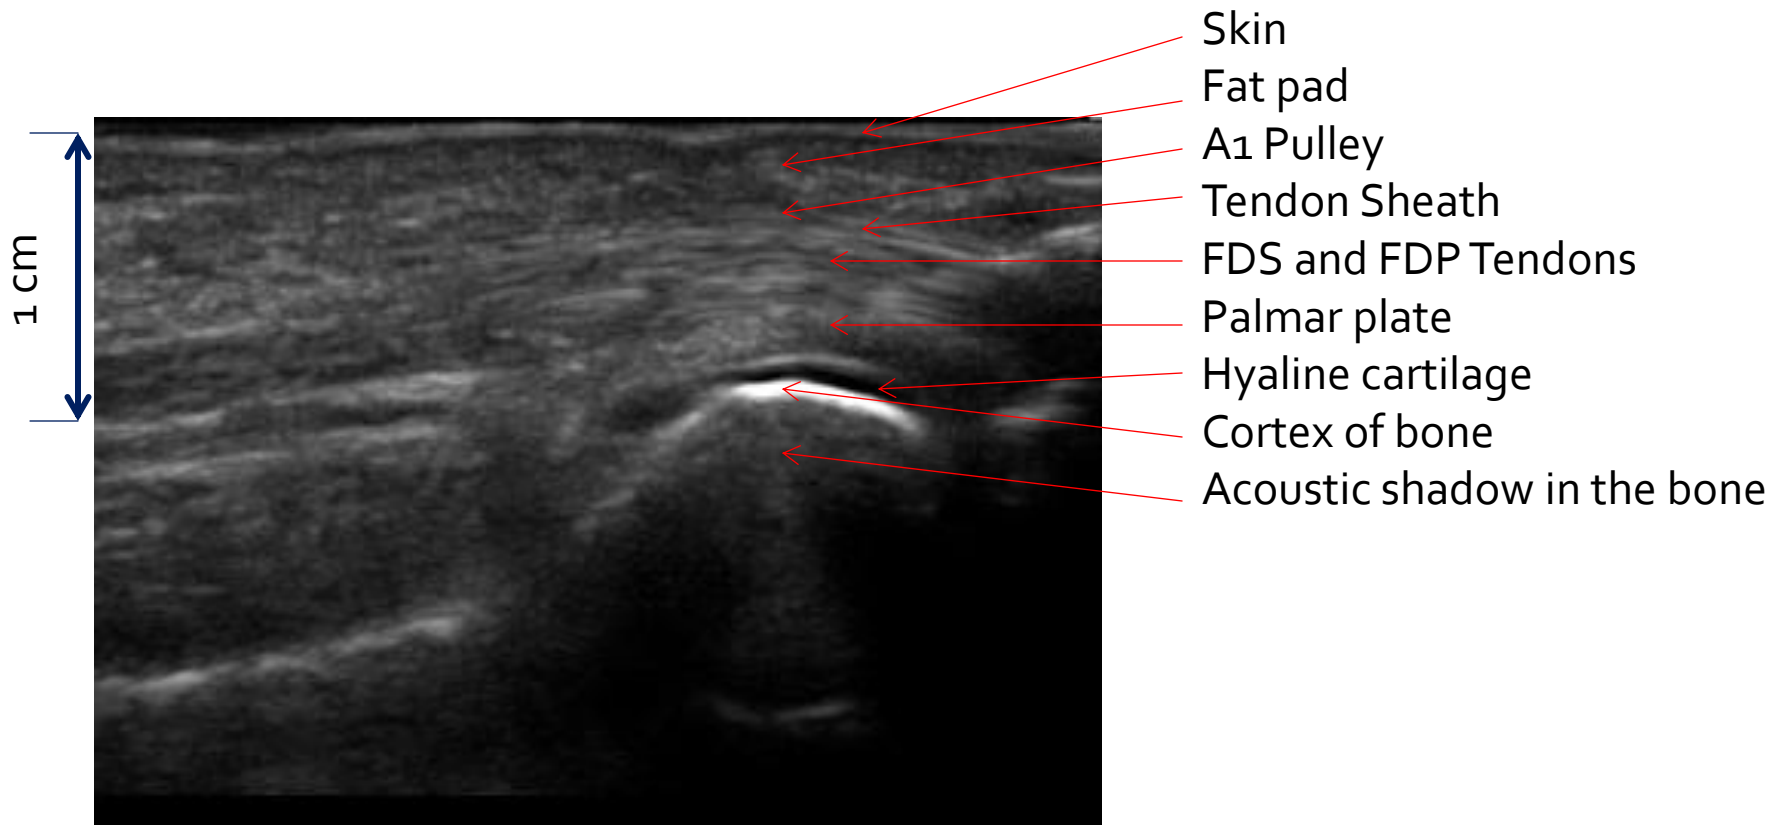 Skin
Fat pad
A1 Pulley
Tendon Sheath
FDS and FDP Tendons
Palmar plate
Hyaline cartilage
Cortex of bone
Acoustic shadow in the bone
1 cm